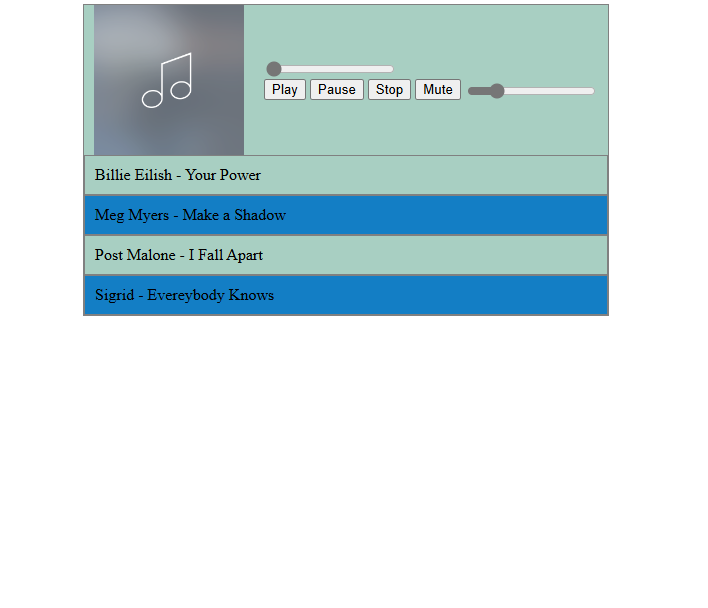 Play Pause Stop Mute
Billie Eilish - Your Power
Meg Myers - Make a Shadow
Post Malone - I Fall Apart
Sigrid - Evereybody Knows